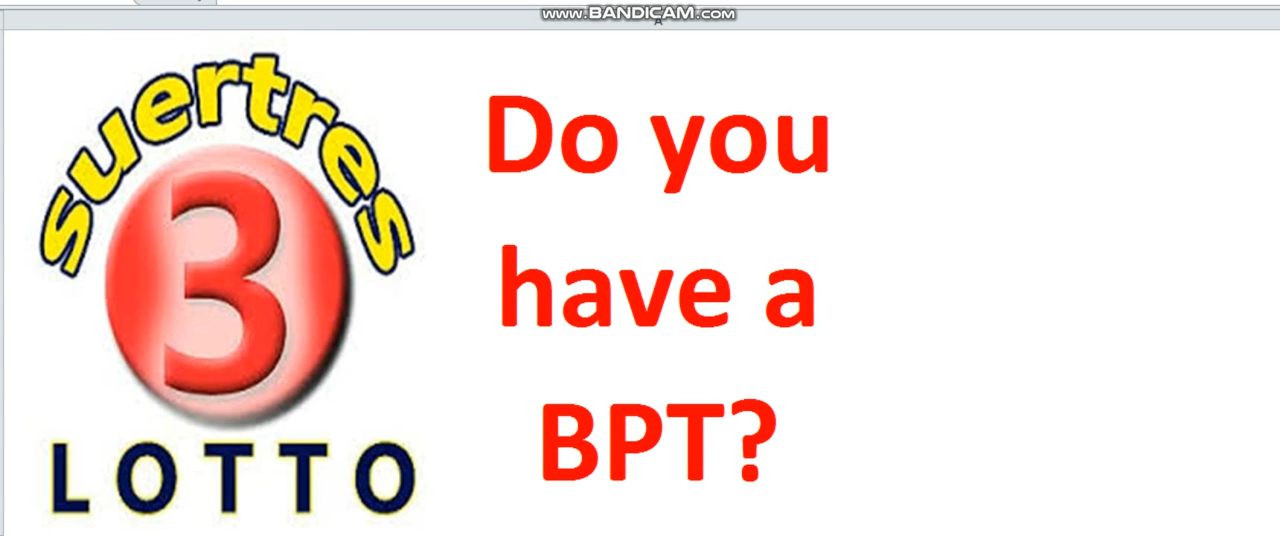 www.BANDICAM.com
A
suertres
3
LOTTO
Do you
have a
BPT?